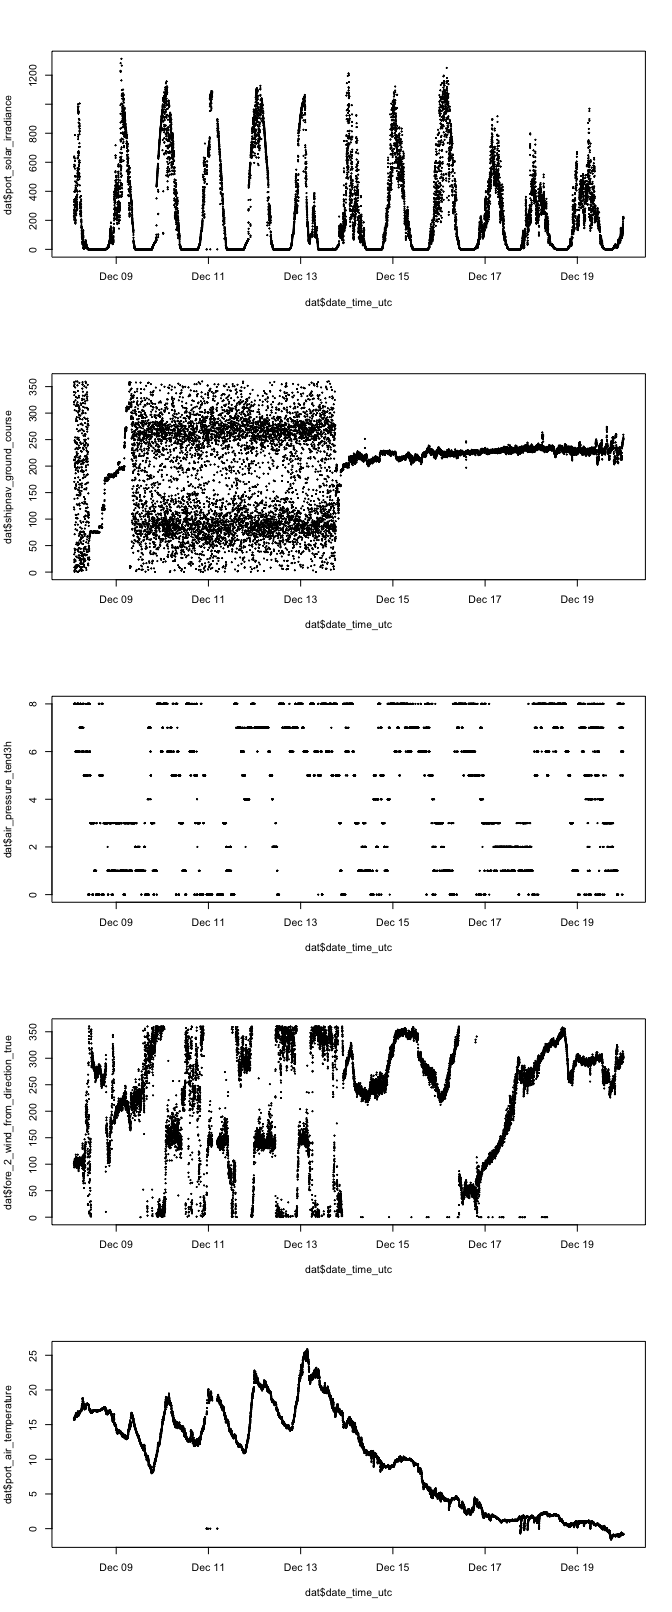 dat$port_solar_irradiance
1200
800
600
400
200
0
Dec 09 Dec 11 Dec 13 Dec 15 Dec 17 Dec 19
dat$date_time_utc
dat$shipnav_ground_course
350
300
250
200
150
100
50
0
Dec 09 Dec 11 Dec 13 Dec 15 Dec 17 Dec 19
dat$date_time_utc
dat$air_pressure_tend3h
8
6
4
2
0
Dec 09 Dec 11 Dec 13 Dec 15 Dec 17 Dec 19
dat$date_time_utc
dat$fore_2_wind_from_direction_true
350
300
250
200
150
100
50
0
Dec 09 Dec 11 Dec 13 Dec 15 Dec 17 Dec 19
dat$date_time_utc
dat$port_air_temperature
25
20
15
10
5
0
Dec 09 Dec 11 Dec 13 Dec 15 Dec 17 Dec 19
dat$date_time_utc